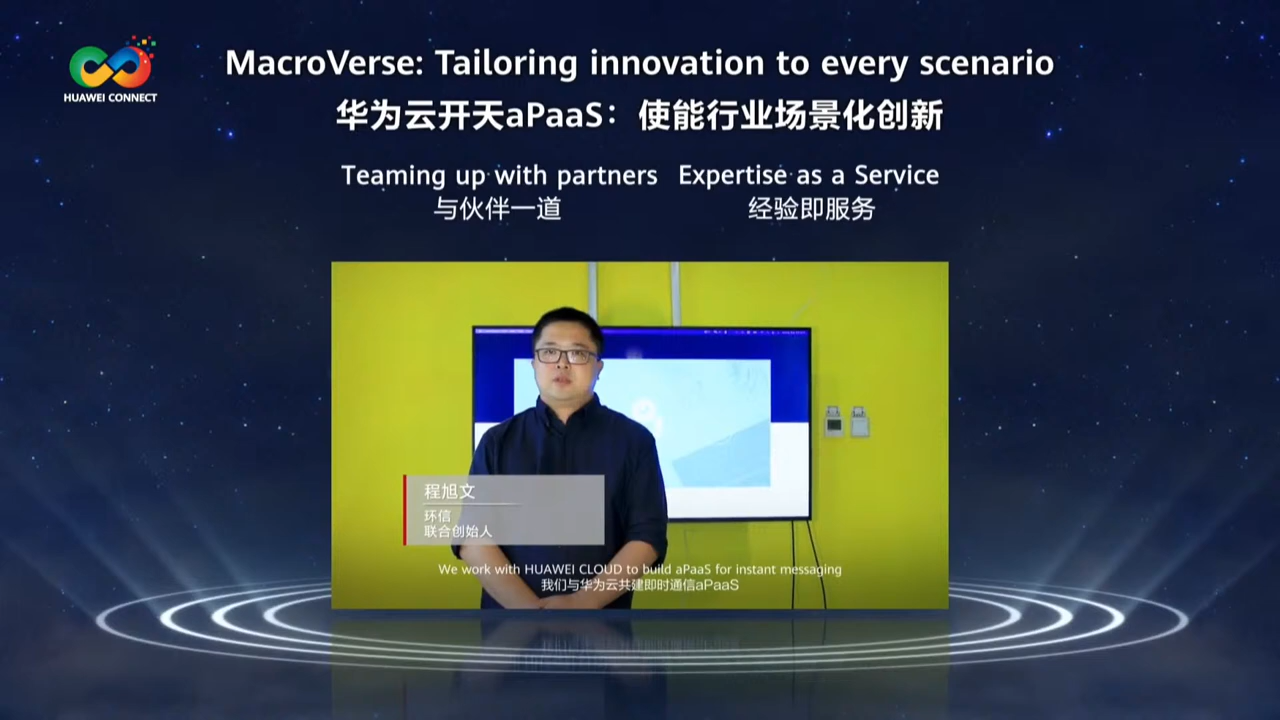 HUAWEI CONNECT
MacroVerse: Tailoring innovation to every scenario
华为云开天aPaaS：使能行业场景化创新
Teaming up with partners
与伙伴一道
Expertise as a Service
经验即服务
程旭文
环信
联合创始人
We work with HUAWEI CLOUD to build aPaaS for instant messaging
我们与华为云共建即时通信aPaaS